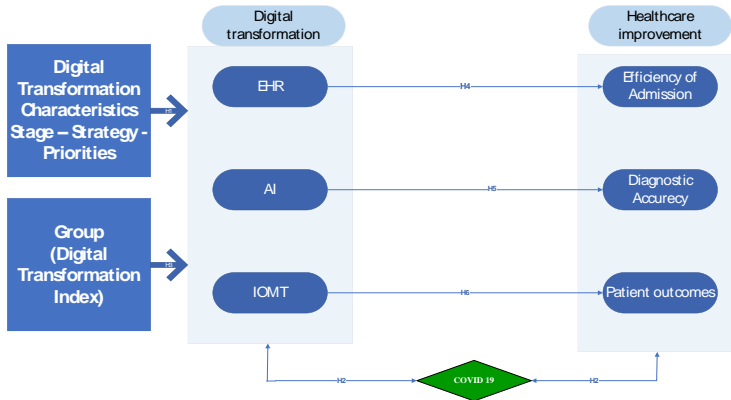 Digital
transformation
Healthcare
improvement
Digital
Transformation
Characteristics
Stage – Strategy -
Priorities
EHR
H4
Efficiency of
Admission
AI
H5
Diagnostic
Accurecy
Group
(Digital
Transformation
Index)
H3
IOMT
H6
Patient outcomes
H2
COVID 19
H2